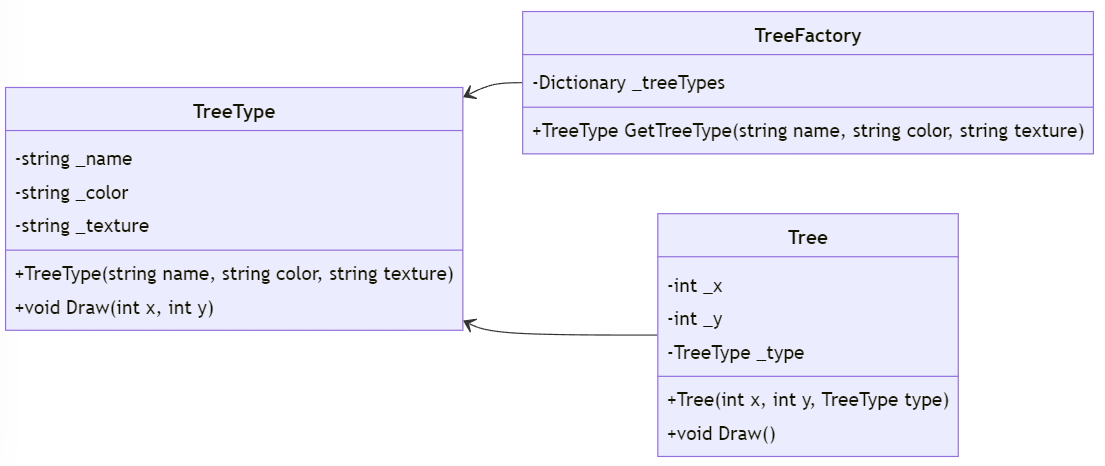 TreeFactory
-Dictionary _treeTypes
+TreeType GetTreeType(string name, string color, string texture)
TreeType
-string _name
-string _color
-string _texture
+TreeType(string name, string color, string texture)
+void Draw(int x, int y)
Tree
-int _x
-int _y
-TreeType _type
+Tree(int x, int y, TreeType type)
+void Draw()